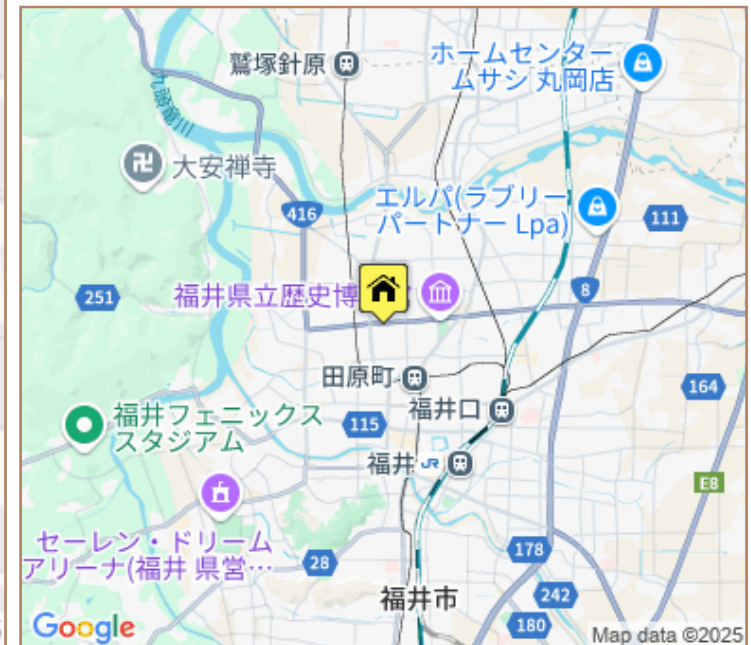 鷲塚針原
ホームセンター
ムサシ 丸岡店
九頭竜川
大安禅寺
エルパ(ラブリー
パートナー Lpa)
416
111
251
福井県立歴史博
8
田原町
164
福井フェニックス
スタジアム
115
福井口
福井
JR
E8
セーレン・ドリーム
アリーナ(福井 県営…
28
178
福井市
242
180
Google
Map data ©2025